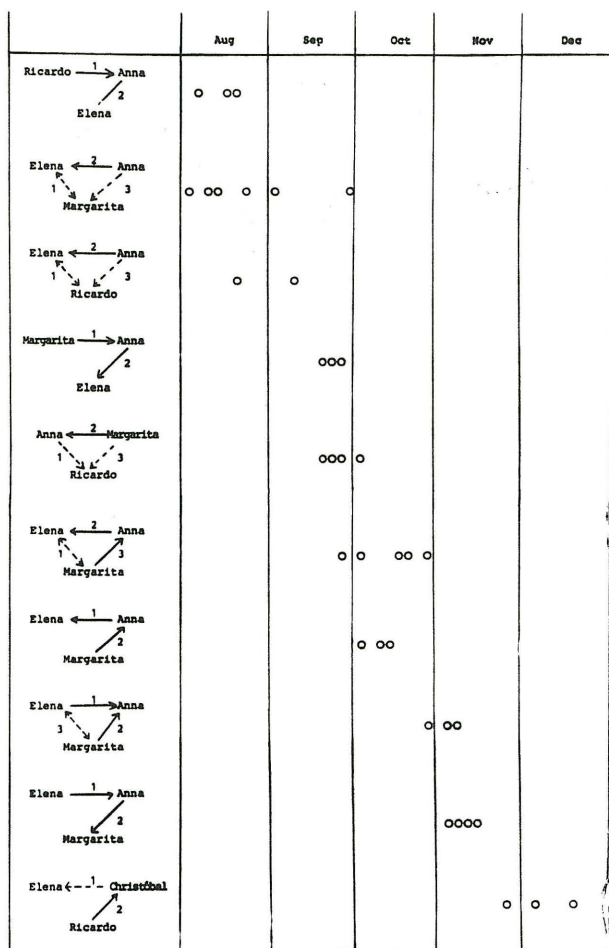 Aug Sep Oct Nov Dec
Ricardo 1 Anna
2
Elena
Elena 2 Anna
1 3
Margarita
Elena 2 Anna
1 3
Ricardo
Margarita 1 Anna
2
Elena
Anna 2 Margarita
1 3
Ricardo
Elena 2 Anna
1 3
Margarita
Elena 1 Anna
2
Margarita
Elena 1 Anna
3 2
Margarita
Elena 1 Anna
2
Margarita
Elena 1 Christóbal
2
Ricardo